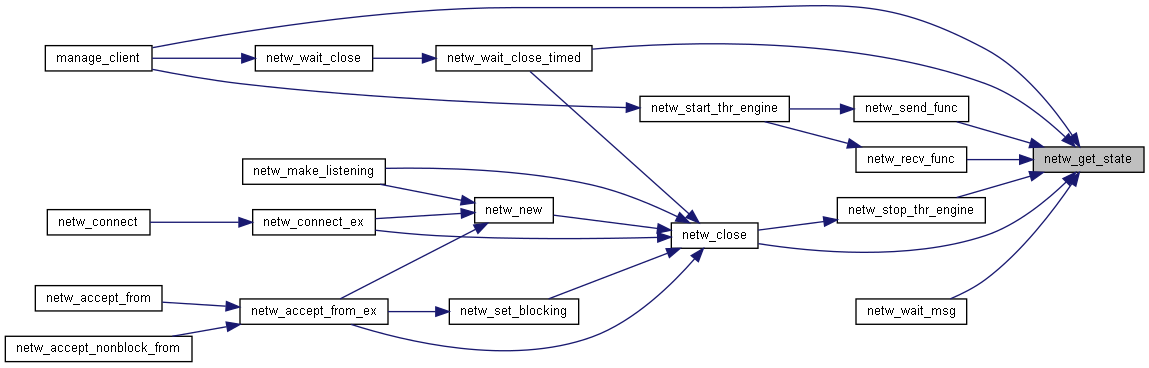 manage_client
netw_wait_close
netw_wait_close_timed
netw_start_thr_engine
netw_send_func
netw_recv_func
netw_get_state
netw_make_listening
netw_new
netw_stop_thr_engine
netw_connect
netw_connect_ex
netw_close
netw_accept_from
netw_accept_from_ex
netw_set_blocking
netw_wait_msg
netw_accept_nonblock_from